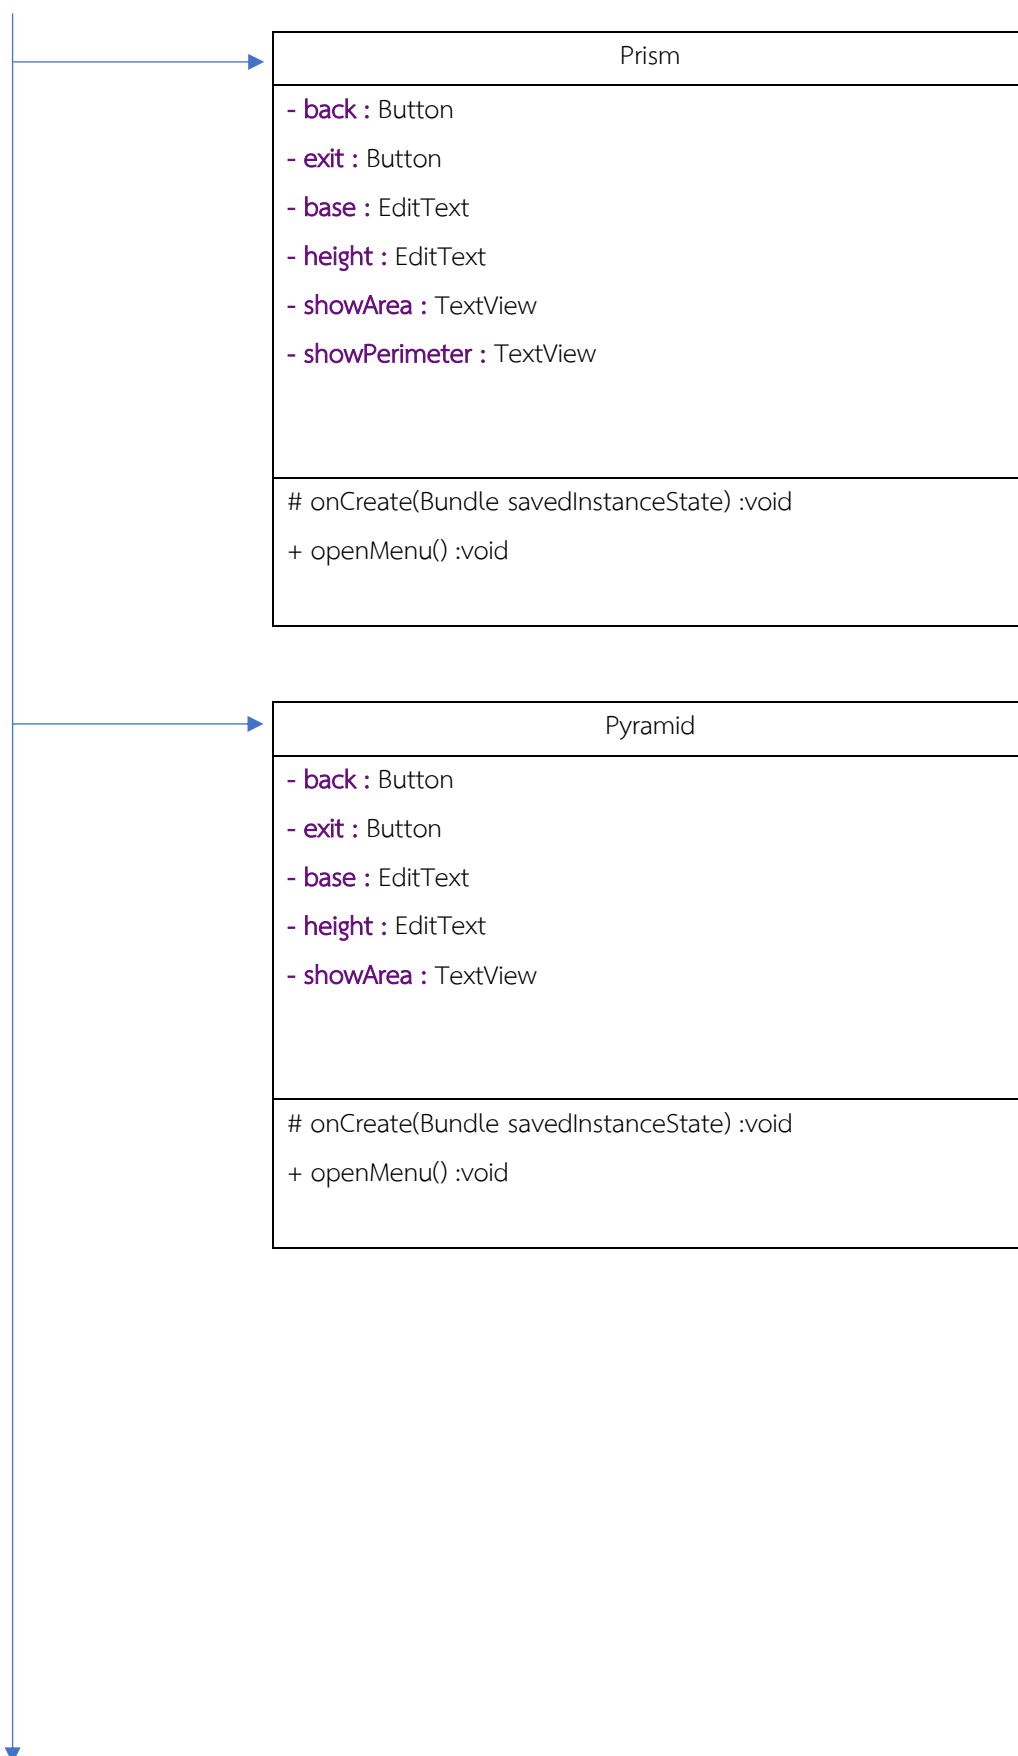 Prism
- back : Button
- exit : Button
- base : EditText
- height : EditText
- showArea : TextView
- showPerimeter : TextView
# onCreate(Bundle savedInstanceState) :void
+ openMenu() :void
Pyramid
- back : Button
- exit : Button
- base : EditText
- height : EditText
- showArea : TextView
# onCreate(Bundle savedInstanceState) :void
+ openMenu() :void